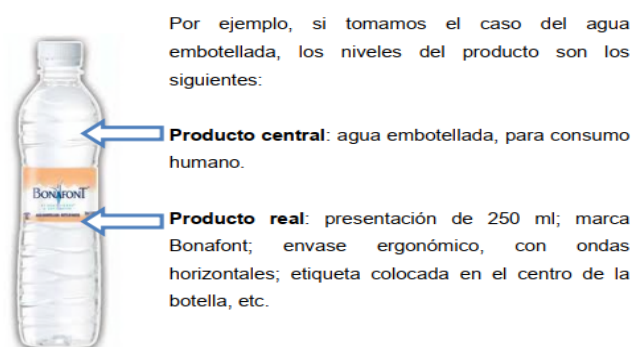 Por ejemplo, si tomamos el caso del agua
embotellada, los niveles del producto son los
siguientes:
Producto central: agua embotellada, para consumo
humano.
BONAFONT
Producto real: presentación de 250 ml; marca
Bonafont; envase ergonómico, con ondas
horizontales; etiqueta colocada en el centro de la
botella, etc.